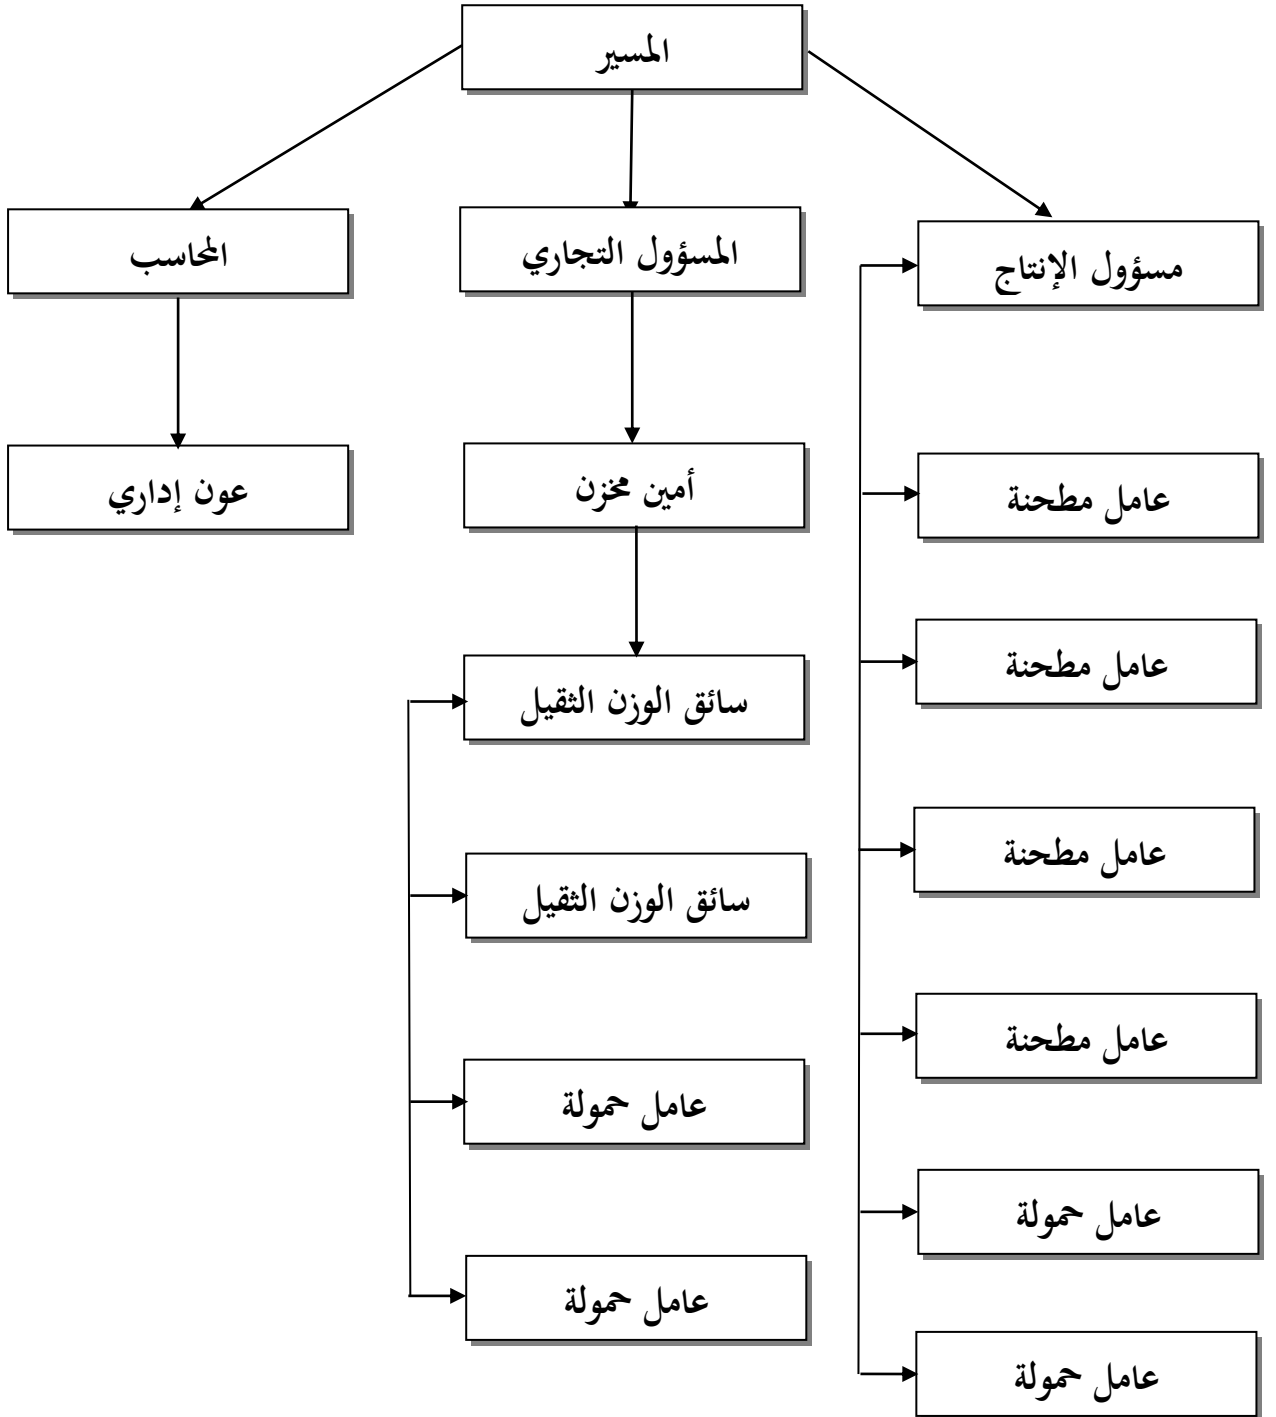 المسير
مسؤول الإنتاج
المسؤول التجاري
المحاسب
عامل مطحنة
أمين مخزن
عون إداري
عامل مطحنة
سائق الوزن الثقيل
عامل مطحنة
سائق الوزن الثقيل
عامل مطحنة
عامل حمولة
عامل حمولة
عامل حمولة
عامل حمولة